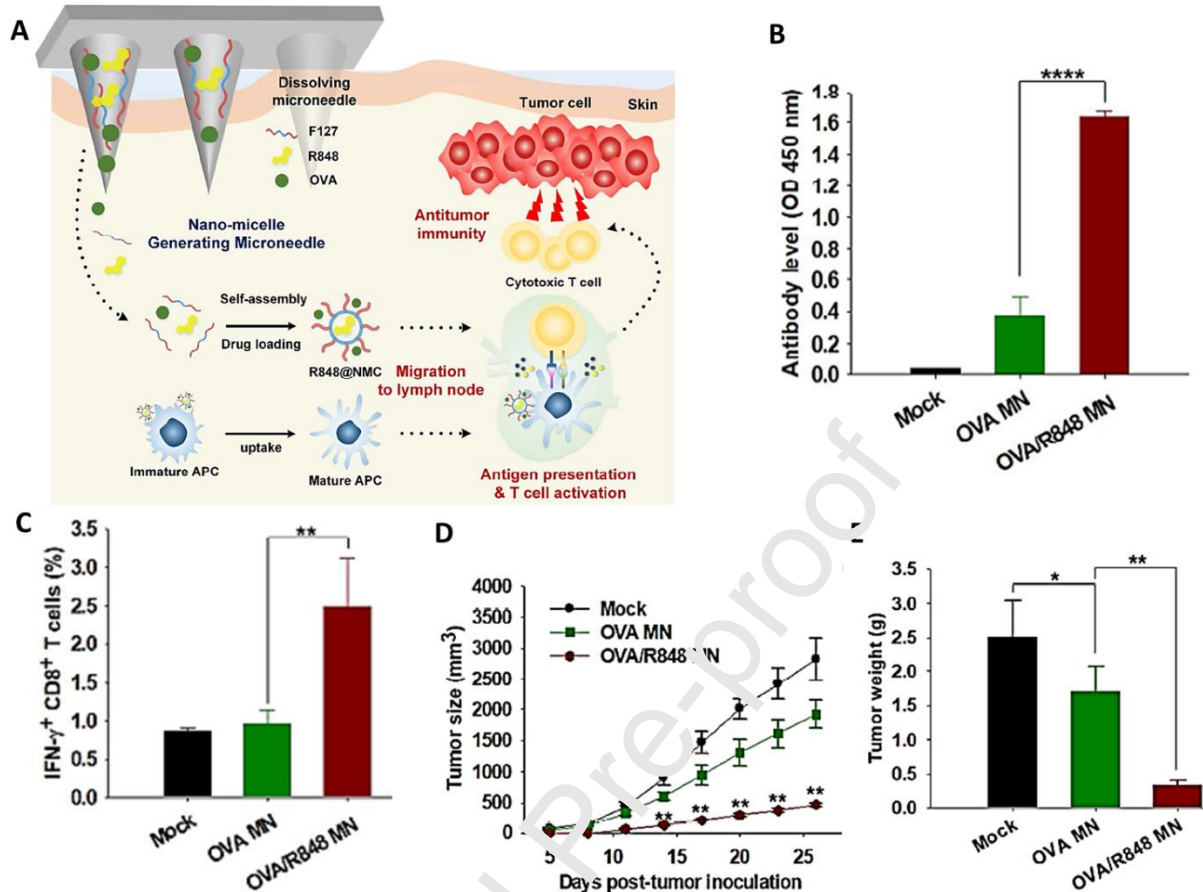 A
Dissolving
microneedle
F127
R848
OVA
Tumor cell
Skin
Nano-micelle
Generating Microneedle
Antitumor
immunity
Cytotoxic T cell
Self-assembly
Drug loading
R848@NMC
Migration
to lymph node
Immature APC
uptake
Mature APC
Antigen presentation
& T cell activation
B
****
Antibody level (OD 450 nm)
1.8
1.6
1.4
1.2
1.0
0.8
0.6
0.4
0.2
0.0
Mock
OVA MN
OVA/R848 MN
C
**
IFN-γ+ CD8+ T cells (%)
3.5
3.0
2.5
2.0
1.5
1.0
0.5
0.0
Mock
OVA MN
OVA/R848 MN
D
Tumor size (mm3)
4000
3500
3000
2500
2000
1500
1000
500
0
Mock
OVA MN
OVA/R848 MN
** ** ** ** **
5 10 15 20 25
Days post-tumor inoculation
* **
Tumor weight (g)
3.5
3.0
2.5
2.0
1.5
1.0
0.5
0.0
Mock
OVA MN
OVA/R848 MN
Pre-proof